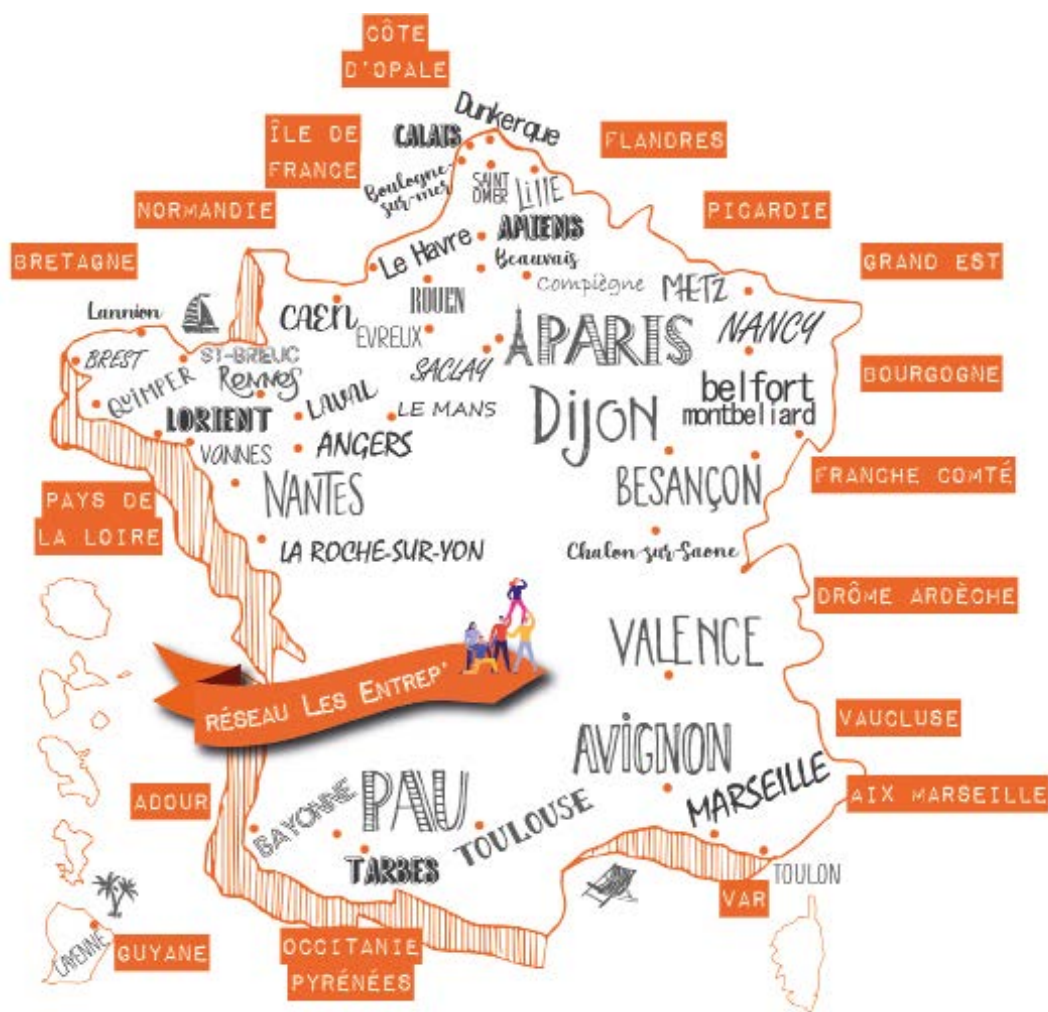 CÔTE
D'OPALE
ÎLE DE
FRANCE
FLANDRES
NORMANDIE
PICARDIE
BRETAGNE
GRAND EST
Dunkerque
CALAIS
Boulogne-
sur-mer
SAINT
OMER
LILLE
AMIENS
Le Havre
Beauvais
Compiègne
METZ
ROUEN
CAEN
EVREUX
PARIS
NANCY
Lannion
BREST
ST-BRIEUC
QUIMPER
Rennes
SACLAY
LAVAL
LE MANS
BOURGOGNE
belfort
montbeliard
DIJON
LORIENT
VANNES
ANGERS
BESANÇON
FRANCHE COMTÉ
NANTES
PAYS DE
LA LOIRE
LA ROCHE-SUR-YON
Chalon-sur-Saone
DRÔME ARDÈCHE
VALENCE
RÉSEAU LES ENTREP'
VAUCLUSE
AVIGNON
MARSEILLE
AIX MARSEILLE
ADOUR
BAYONNE
PAU
TOULOUSE
TARBES
TOULON
VAR
CAYENNE
GUYANE
OCCITANIE
PYRÉNÉES